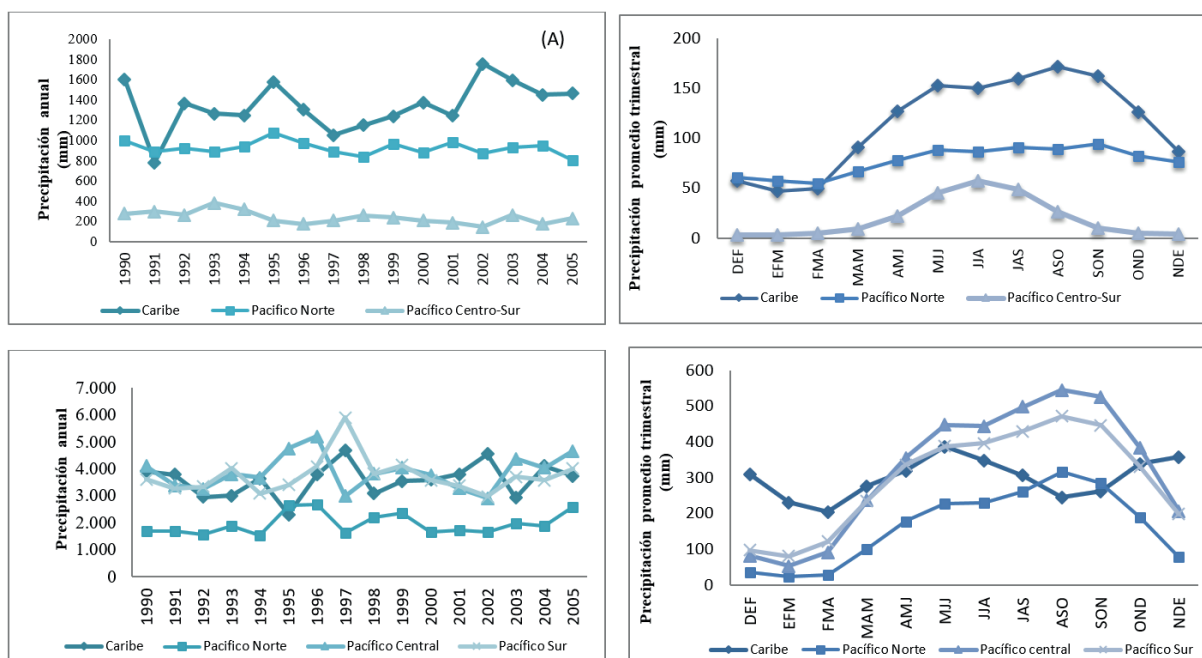 (A)
Precipitación anual
(mm)
2000
1800
1600
1400
1200
1000
800
600
400
200
0
1990 1991 1992 1993 1994 1995 1996 1997 1998 1999 2000 2001 2002 2003 2004 2005
Caribe Pacifico Norte Pacífico Centro-Sur
Precipitación promedio trimestral
(mm)
200
150
100
50
0
DEF EFM FMA MAM AMJ MJJ JJA JAS ASO SON OND NDE
Caribe Pacífico Norte Pacífico Centro-Sur
Precipitación anual
7.000
6.000
5.000
4.000
3.000
2.000
1.000
0
1990 1991 1992 1993 1994 1995 1996 1997 1998 1999 2000 2001 2002 2003 2004 2005
Caribe Pacífico Norte Pacífico Central Pacífico Sur
Precipitación promedio trimestral
(mm)
600
500
400
300
200
100
0
DEF EFM FMA MAM AMJ MJJ JJA JAS ASO SON OND NDE
Caribe Pacífico Norte Pacífico central Pacífico Sur